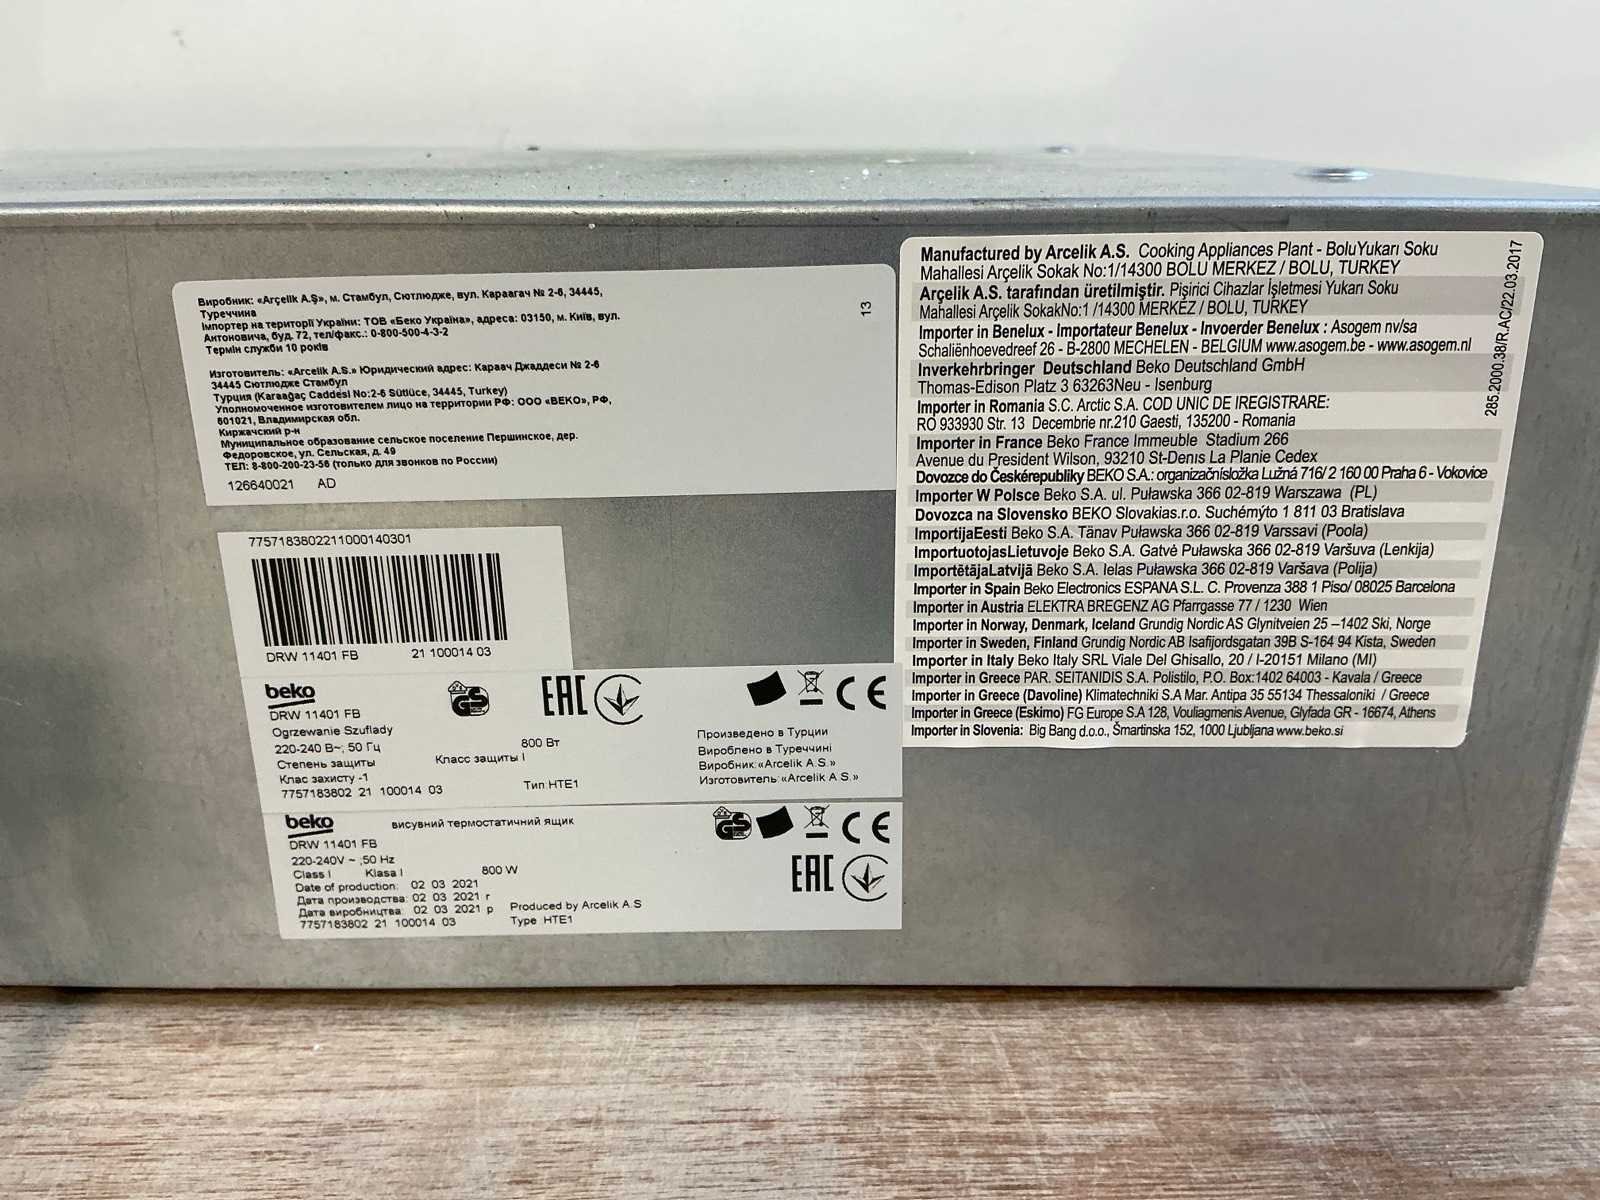 Виробник: «Arçelik A.Ş», м. Стамбул, Сютлюдже, вул. Караагач № 2-6, 34445,
Туреччина
Імпортер на території України: ТОВ «Беко Україна», адреса: 03150, м. Київ, вул.
Антоновича, буд. 72, тел/факс.: 0-800-500-4-3-2
Термін служби 10 років
13
Изготовитель: «Arcelik A.S.» Юридический адрес: Караач Джаддеси № 2-6
34445 Сютлюдже Стамбул
Турция (Karaağaç Caddesi No:2-6 Sütlüce, 34445, Turkey)
Уполномоченное изготовителем лицо на территории РФ: ООО «BEKO», РФ,
601021, Владимирская обл.
Киржачский р-н
Муниципальное образование сельское поселение Першинское, дер.
Федоровское, ул. Сельская, д. 49
ТЕЛ: 8-800-200-23-56 (только для звонков по России)
126640021 AD
7757183802211000140301
DRW 11401 FB 21 100014 03
beko
DRW 11401 FB
Ogrzewanie Szuflady
220-240 В~; 50 Гц 800 Вт
Степень защиты Класс защиты I
Клас захисту -1
7757183802 21 100014 03 Тип HTE1
GS
EAC
CE
Произведено в Турции
Вироблено в Туреччині
Виробник:«Arcelik A.S.»
Изготовитель:«Arcelik A.S.»
beko висувний термостатичний ящик
DRW 11401 FB
220-240V ~ ;50 Hz 800 W
Class I Klasa I
Date of production: 02 03 2021
Дата производства: 02 03 2021 г
Дата виробництва: 02 03 2021 р Produced by Arcelik A.S
7757183802 21 100014 03 Type HTE1
GS
CE
EAC
Manufactured by Arcelik A.S. Cooking Appliances Plant - BoluYukarı Soku
Mahallesi Arçelik Sokak No:1/14300 BOLU MERKEZ / BOLU, TURKEY
Arçelik A.S. tarafından üretilmiştir. Pişirici Cihazlar İşletmesi Yukarı Soku
Mahallesi Arçelik SokakNo:1 /14300 MERKEZ / BOLU, TURKEY
Importer in Benelux - Importateur Benelux - Invoerder Benelux : Asogem nv/sa
Schaliënhoevedreef 26 - B-2800 MECHELEN - BELGIUM www.asogem.be - www.asogem.nl
Inverkehrbringer Deutschland Beko Deutschland GmbH
Thomas-Edison Platz 3 63263Neu - Isenburg
Importer in Romania S.C. Arctic S.A. COD UNIC DE IREGISTRARE:
RO 933930 Str. 13 Decembrie nr.210 Gaesti, 135200 - Romania
Importer in France Beko France Immeuble Stadium 266
Avenue du President Wilson, 93210 St-Denıs La Planie Cedex
Dovozce do Českérepubliky BEKO S.A.: organizačnísložka Lužná 716/ 2 160 00 Praha 6 - Vokovice
Importer W Polsce Beko S.A. ul. Puławska 366 02-819 Warszawa (PL)
Dovozca na Slovensko BEKO Slovakias.r.o. Suchémýto 1 811 03 Bratislava
ImportijaEesti Beko S.A. Tänav Puławska 366 02-819 Varssavi (Poola)
ImportuotojasLietuvoje Beko S.A. Gatvė Puławska 366 02-819 Varšuva (Lenkija)
ImportētājaLatvijā Beko S.A. Ielas Puławska 366 02-819 Varšava (Polija)
Importer in Spain Beko Electronics ESPANA S.L. C. Provenza 388 1 Piso/ 08025 Barcelona
Importer in Austria ELEKTRA BREGENZ AG Pfarrgasse 77 / 1230 Wien
Importer in Norway, Denmark, Iceland Grundig Nordic AS Glynitveien 25 –1402 Ski, Norge
Importer in Sweden, Finland Grundig Nordic AB Isafjordsgatan 39B S-164 94 Kista, Sweden
Importer in Italy Beko Italy SRL Viale Del Ghisallo, 20 / I-20151 Milano (MI)
Importer in Greece PAR. SEITANIDIS S.A. Polistilo, P.O. Box:1402 64003 - Kavala / Greece
Importer in Greece (Davoline) Klimatechniki S.A Mar. Antipa 35 55134 Thessaloniki / Greece
Importer in Greece (Eskimo) FG Europe S.A 128, Vouliagmenis Avenue, Glyfada GR - 16674, Athens
Importer in Slovenia: Big Bang d.o.o., Šmartinska 152, 1000 Ljubljana www.beko.si
285.2000.38/R.AC/22.03.2017